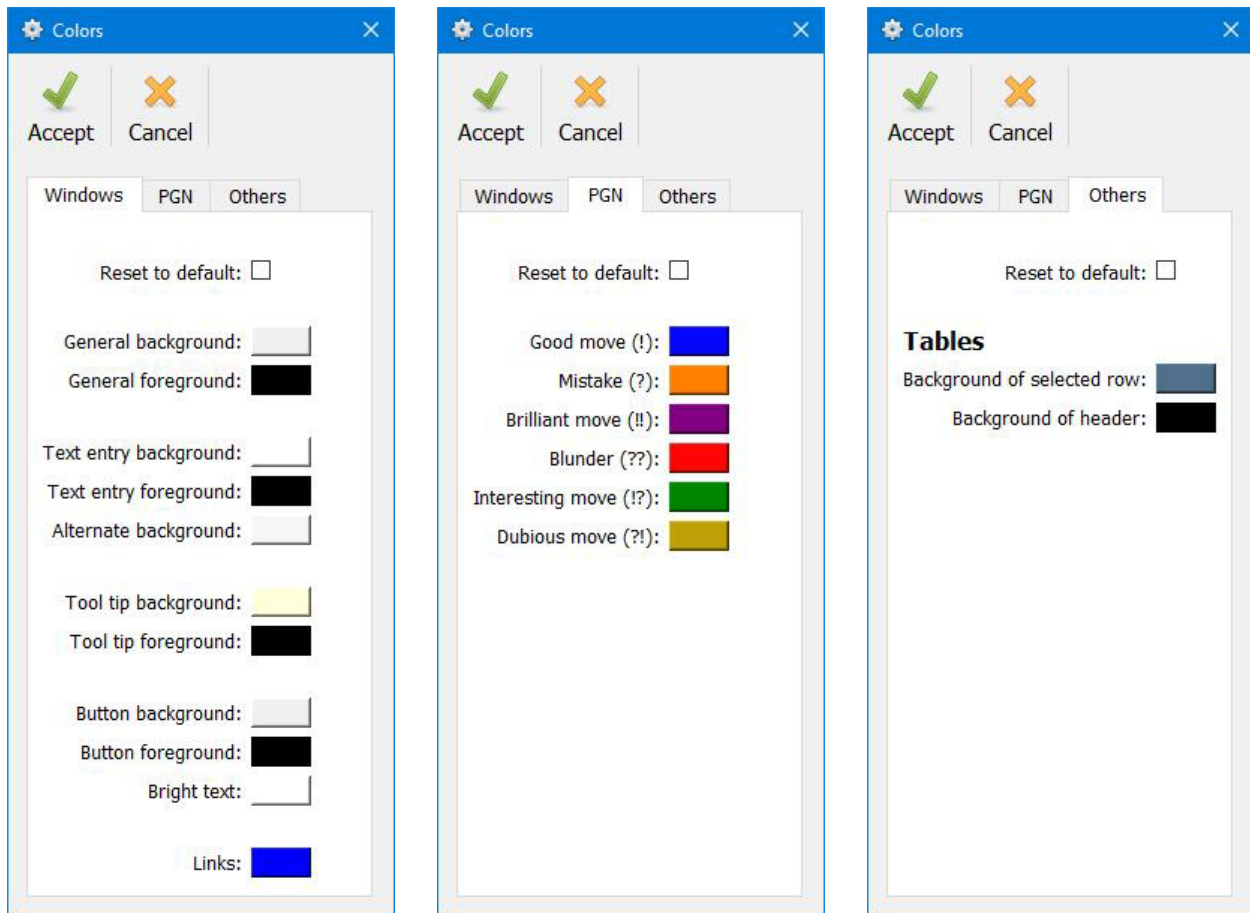 Colors
Accept Cancel
Windows PGN Others
Reset to default:
General background:
General foreground:
Text entry background:
Text entry foreground:
Alternate background:
Tool tip background:
Tool tip foreground:
Button background:
Button foreground:
Bright text:
Links:
Colors
Accept Cancel
Windows PGN Others
Reset to default:
Good move (!):
Mistake (?):
Brilliant move (‼):
Blunder (??):
Interesting move (!?):
Dubious move (?!):
Colors
Accept Cancel
Windows PGN Others
Reset to default:
Tables
Background of selected row:
Background of header: